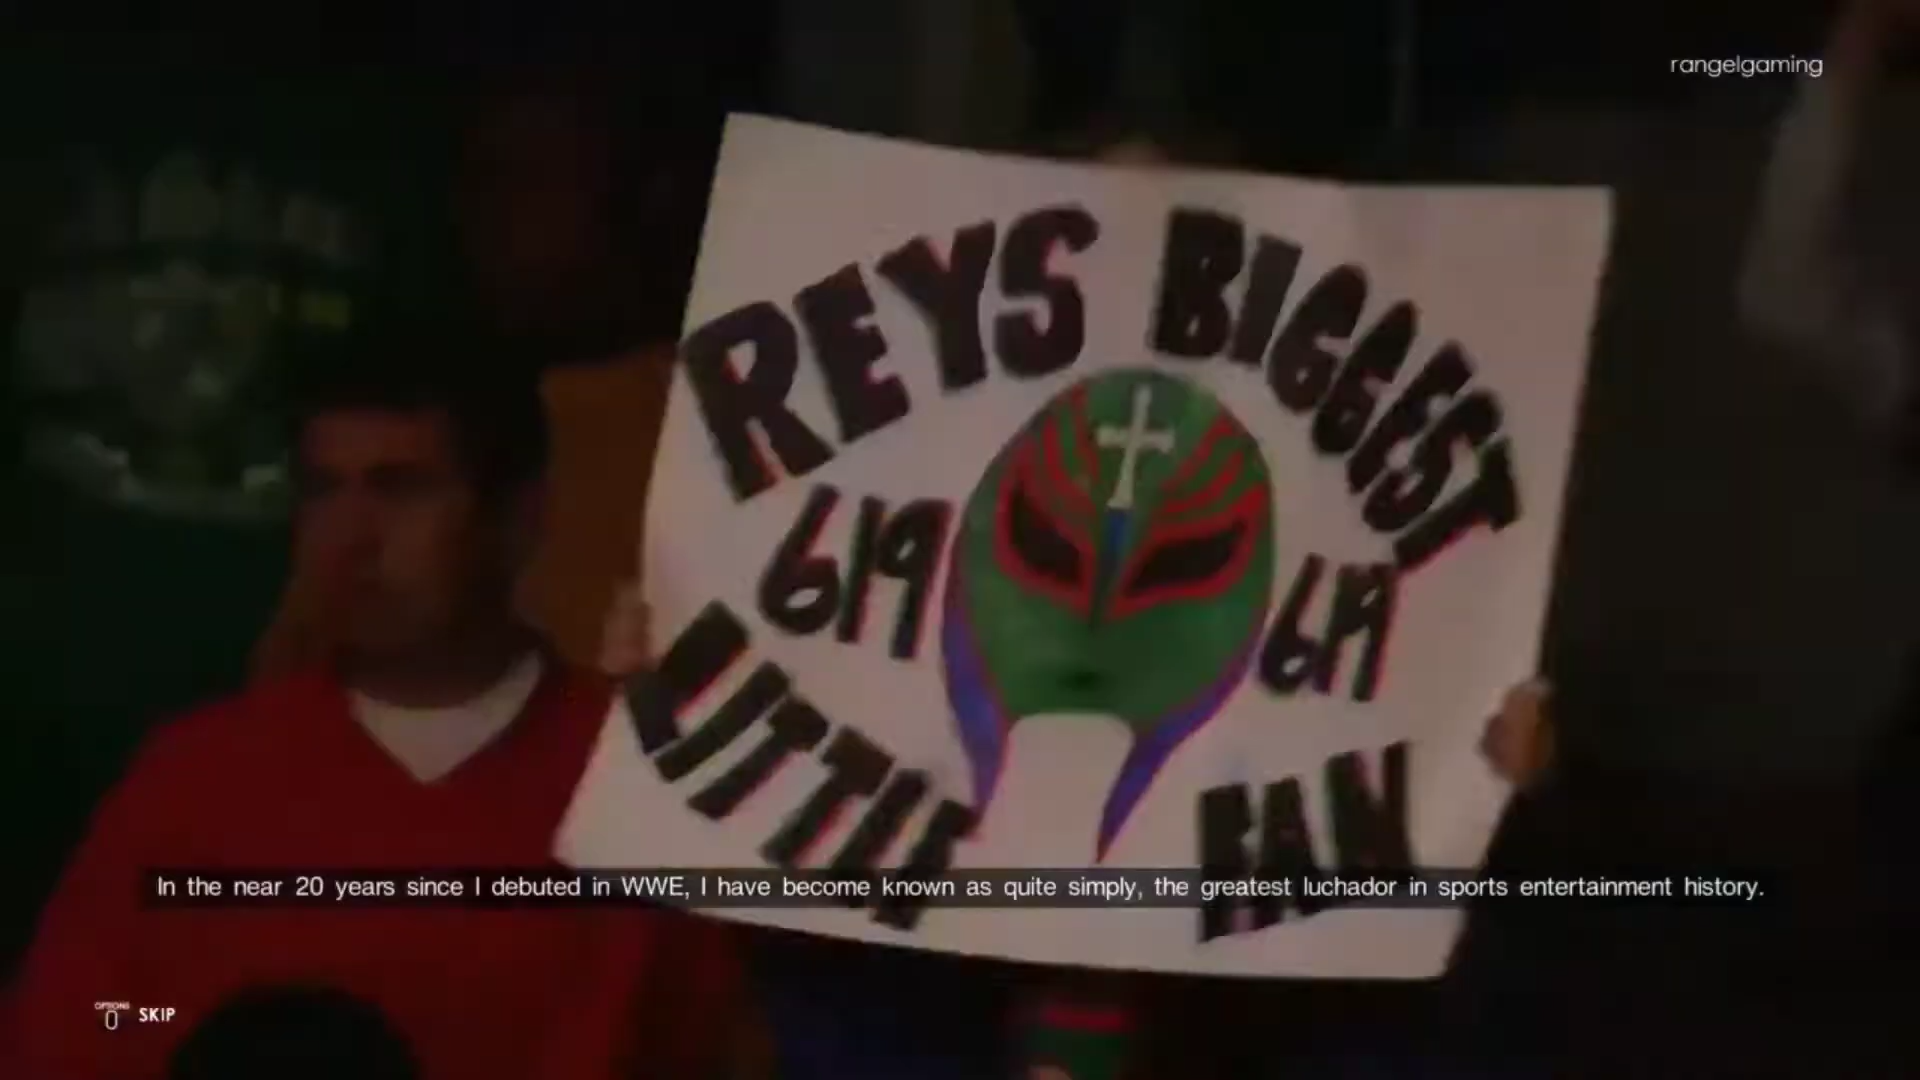 rangelgaming
REYS BIGGEST
619 619
LITTLE FAN
In the near 20 years since I debuted in WWE, I have become known as quite simply, the greatest luchador in sports entertainment history.
OPTIONS
SKIP